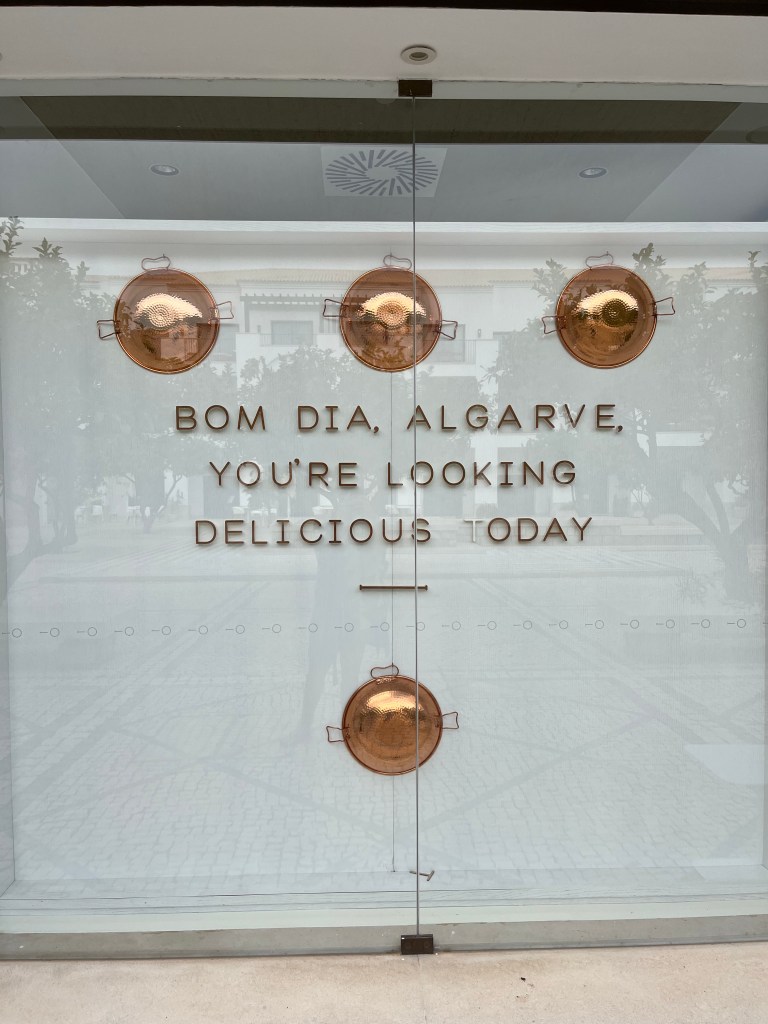 BOM DIA, ALGARVE,
YOU'RE LOOKING
DELICIOUS TODAY